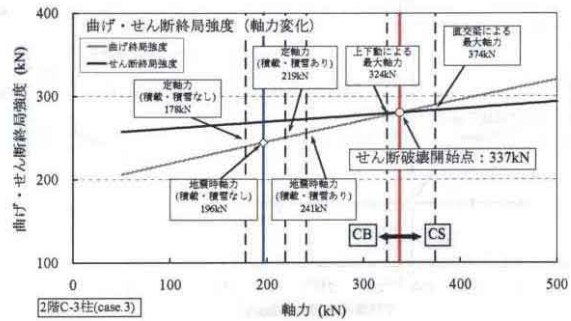 曲げ・せん断終局強度（軸力変化）
曲げ終局強度
せん断終局強度
定軸力
(積載・積雪なし)
178kN
定軸力
(積載・積雪あり)
219kN
上下動による
最大軸力
324kN
直交梁による
最大軸力
374kN
せん断破壊開始点：337kN
地震時軸力
(積載・積雪なし)
196kN
地震時軸力
(積載・積雪あり)
241kN
CB
CS
2階C-3柱(case.3)
曲げ・せん断終局強度 (kN)
400
300
200
100
0
100
200
300
400
500
軸力 (kN)